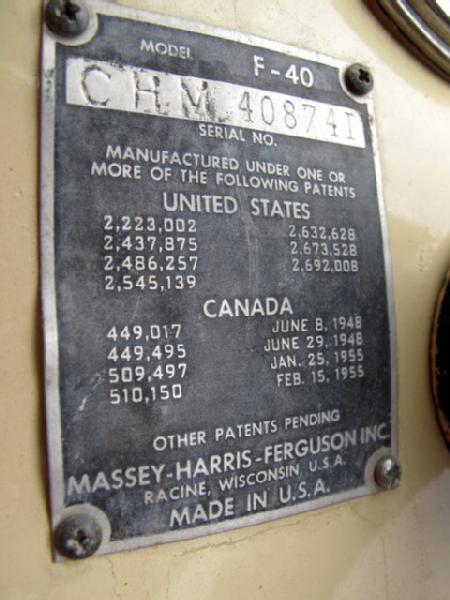 MODEL F-40
CHM 408741
SERIAL NO.
MANUFACTURED UNDER ONE OR
MORE OF THE FOLLOWING PATENTS
UNITED STATES
2,223,002 2,632,628
2,437,875 2,673,528
2,486,257 2,692,008
2,545,139
CANADA
449,017 JUNE 8, 1948
449,495 JUNE 29, 1948
509,497 JAN. 25, 1955
510,150 FEB. 15, 1955
OTHER PATENTS PENDING
MASSEY-HARRIS-FERGUSON INC.
RACINE, WISCONSIN, U.S.A.
MADE IN U.S.A.